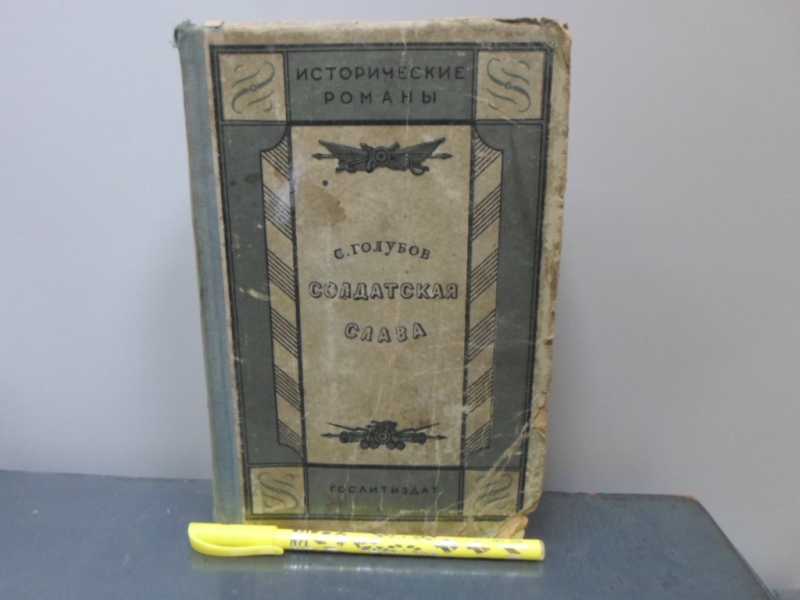 ИСТОРИЧЕСКИЕ
РОМАНЫ
С. ГОЛУБОВ
СОЛДАТСКАЯ
СЛАВА
ГОСЛИТИЗДАТ